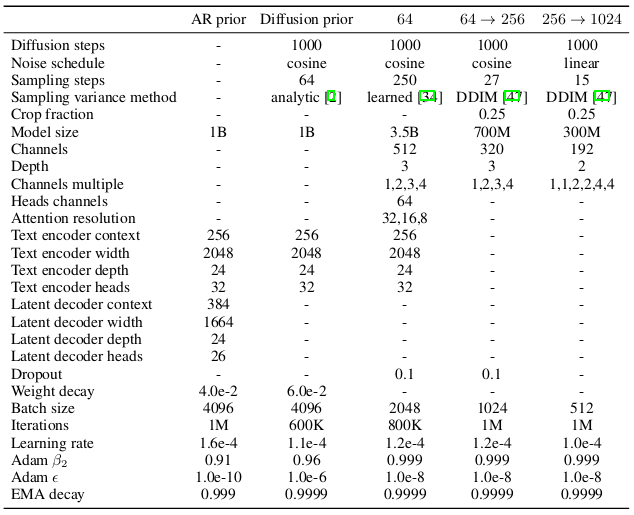 AR prior Diffusion prior 64 64 → 256 256 → 1024
Diffusion steps - 1000 1000 1000 1000
Noise schedule - cosine cosine cosine linear
Sampling steps - 64 250 27 15
Sampling variance method - analytic [2] learned [34] DDIM [47] DDIM [47]
Crop fraction - - - 0.25 0.25
Model size 1B 1B 3.5B 700M 300M
Channels - - 512 320 192
Depth - - 3 3 2
Channels multiple - - 1,2,3,4 1,2,3,4 1,1,2,2,4,4
Heads channels - - 64 - -
Attention resolution - - 32,16,8 - -
Text encoder context 256 256 256 - -
Text encoder width 2048 2048 2048 - -
Text encoder depth 24 24 24 - -
Text encoder heads 32 32 32 - -
Latent decoder context 384 - - - -
Latent decoder width 1664 - - - -
Latent decoder depth 24 - - - -
Latent decoder heads 26 - - - -
Dropout - - 0.1 0.1 -
Weight decay 4.0e-2 6.0e-2 - - -
Batch size 4096 4096 2048 1024 512
Iterations 1M 600K 800K 1M 1M
Learning rate 1.6e-4 1.1e-4 1.2e-4 1.2e-4 1.0e-4
Adam β₂ 0.91 0.96 0.999 0.999 0.999
Adam ϵ 1.0e-10 1.0e-6 1.0e-8 1.0e-8 1.0e-8
EMA decay 0.999 0.9999 0.9999 0.9999 0.9999